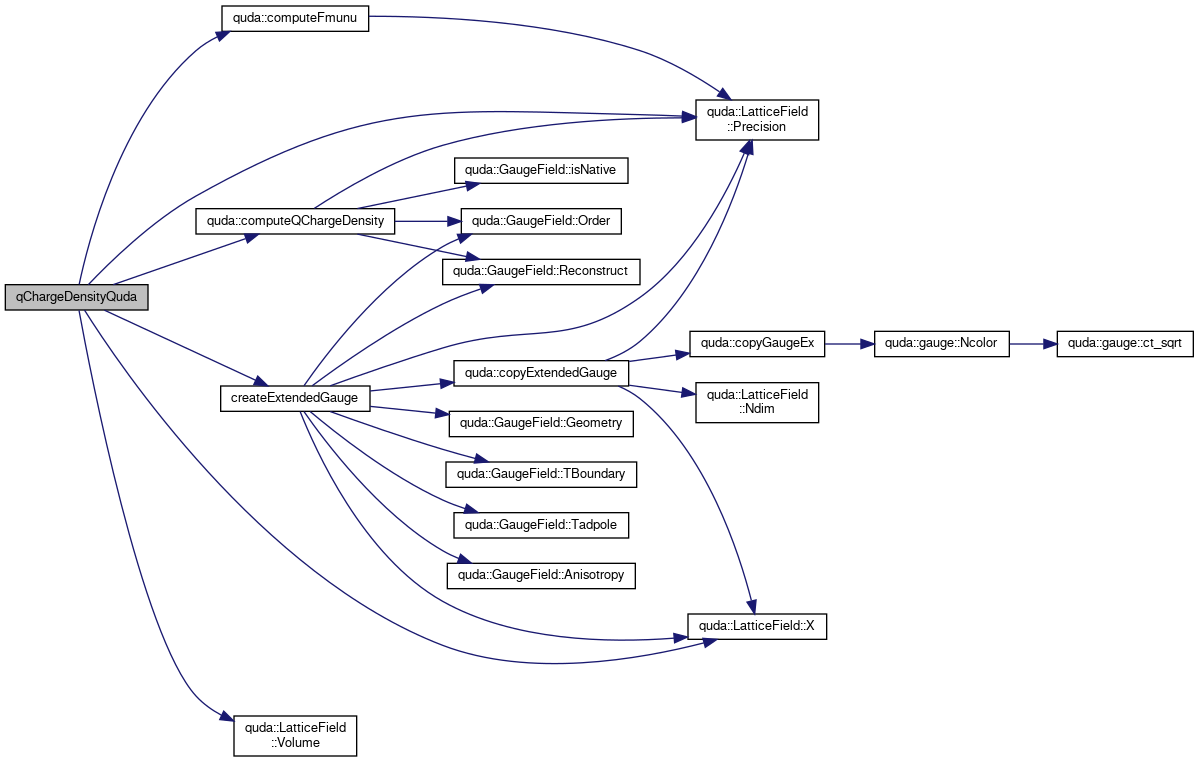 quda::computeFmunu
quda::LatticeField
::Precision
quda::GaugeField::isNative
quda::computeQChargeDensity
quda::GaugeField::Order
quda::GaugeField::Reconstruct
qChargeDensityQuda
quda::copyGaugeEx
quda::gauge::Ncolor
quda::gauge::ct_sqrt
quda::copyExtendedGauge
createExtendedGauge
quda::LatticeField
::Ndim
quda::GaugeField::Geometry
quda::GaugeField::TBoundary
quda::GaugeField::Tadpole
quda::GaugeField::Anisotropy
quda::LatticeField::X
quda::LatticeField
::Volume